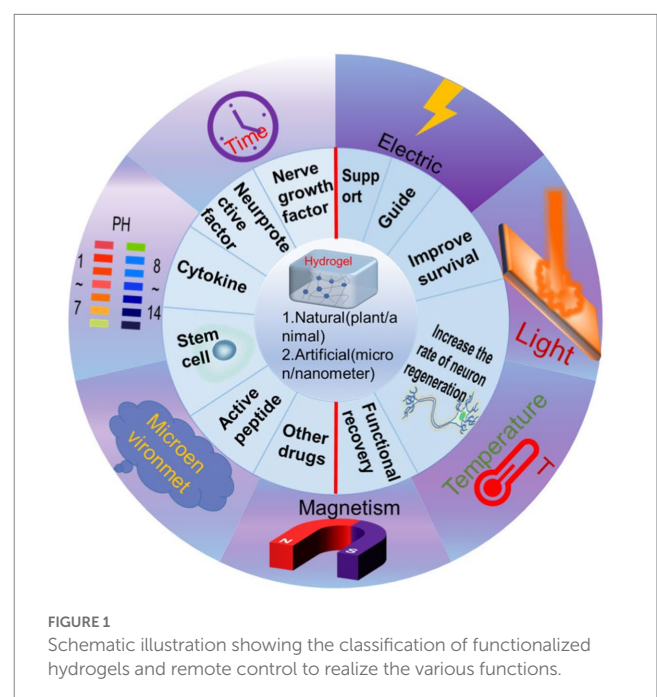 Time
Electric
Light
Temperature
T
Magnetism
N
S
Microen
vironmet
PH
1
~
7
8
~
14
Nerve
growth
factor
Supp
ort
Guide
Improve
survival
Increase the
rate of neuron
regeneration
Functional
recovery
Other
drugs
Active
peptide
Stem
cell
Cytokine
Neurprote
ctive
factor
Hydrogel
1.Natural(plant/a
nimal)
2.Artificial(micro
n/nanometer)
FIGURE 1
Schematic illustration showing the classification of functionalized
hydrogels and remote control to realize the various functions.